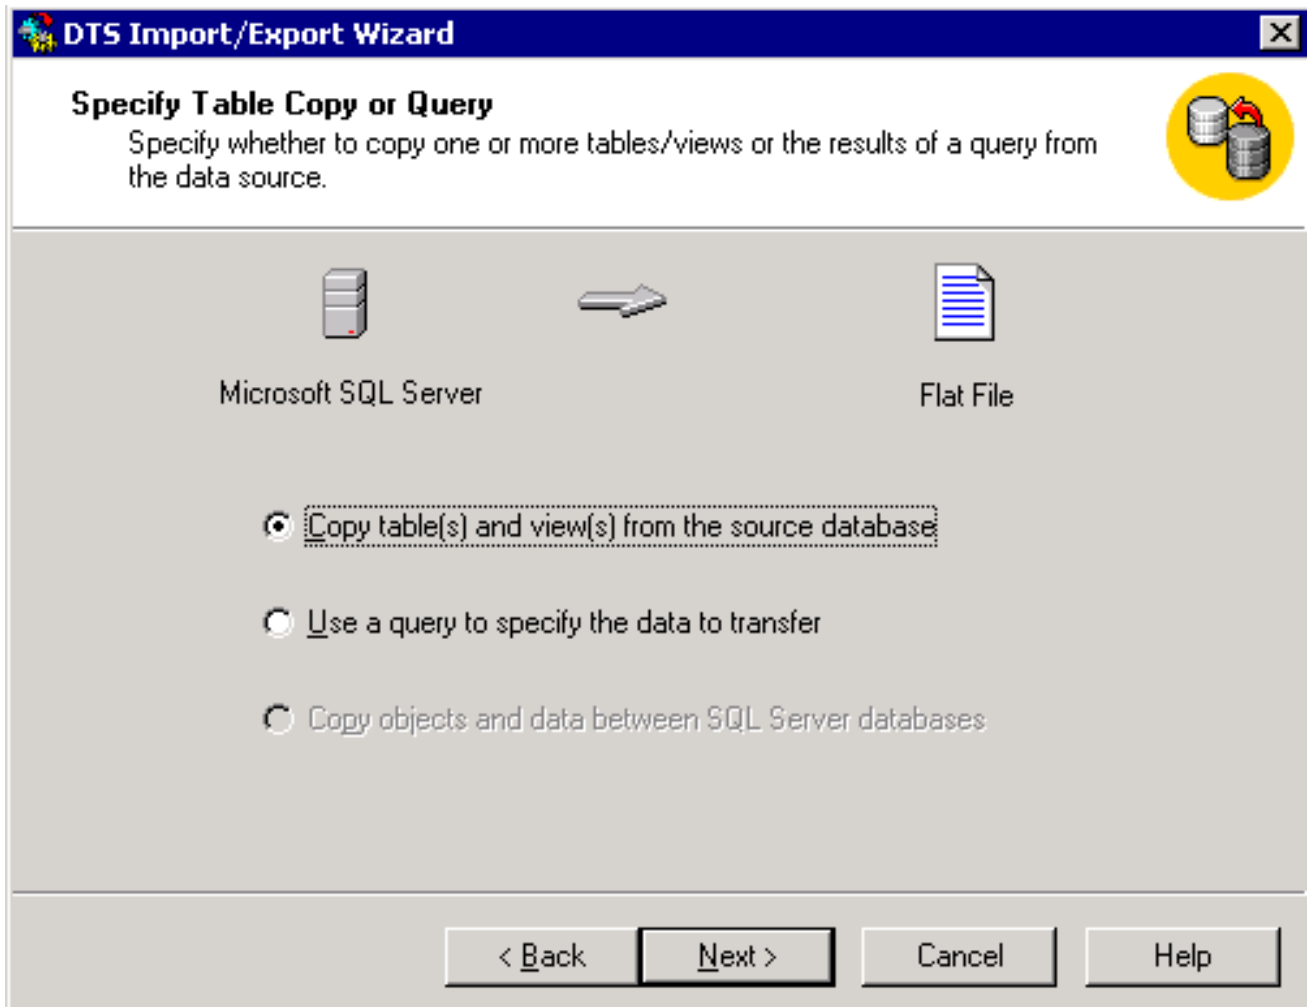 DTS Import/Export Wizard
Specify Table Copy or Query
Specify whether to copy one or more tables/views or the results of a query from
the data source.
Microsoft SQL Server
Flat File
Copy table(s) and view(s) from the source database
Use a query to specify the data to transfer
Copy objects and data between SQL Server databases
< Back
Next >
Cancel
Help